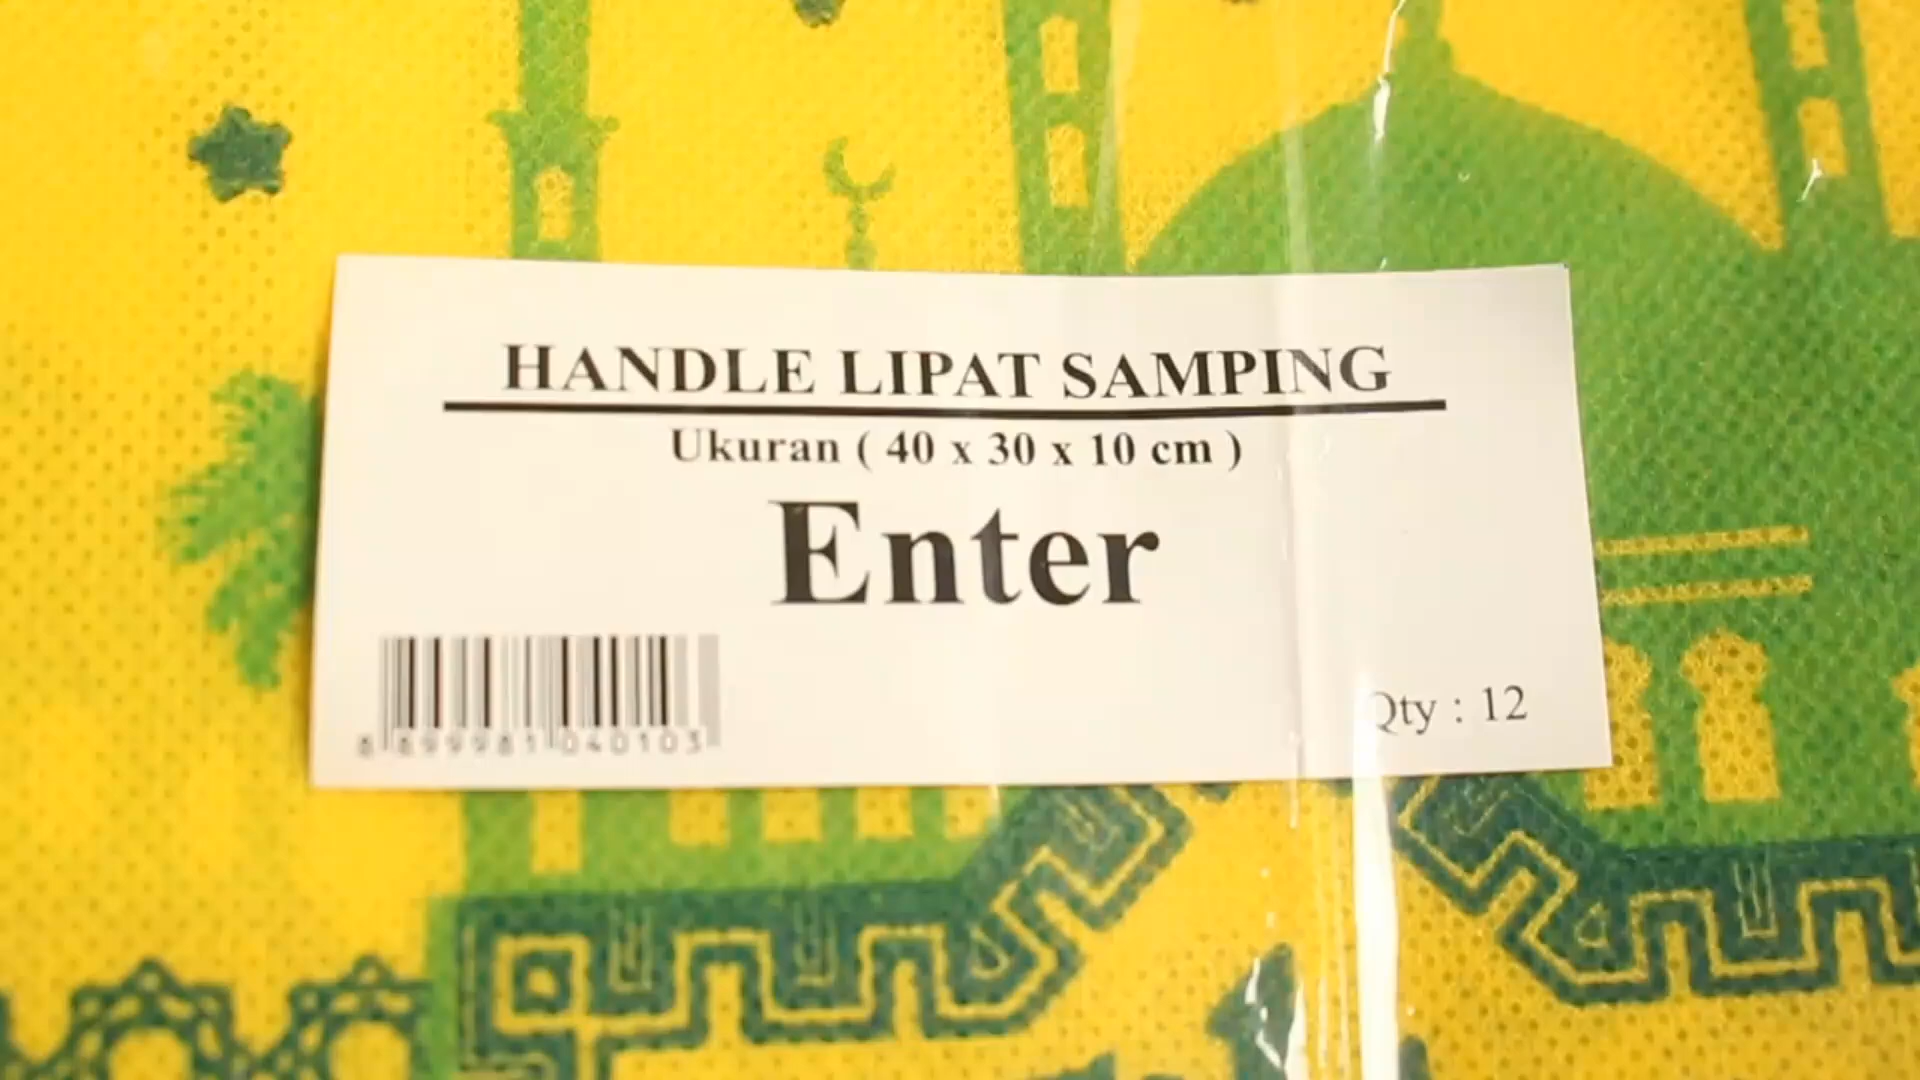 HANDLE LIPAT SAMPING
Ukuran ( 40 x 30 x 10 cm )
Enter
8 899981 040103
Qty : 12